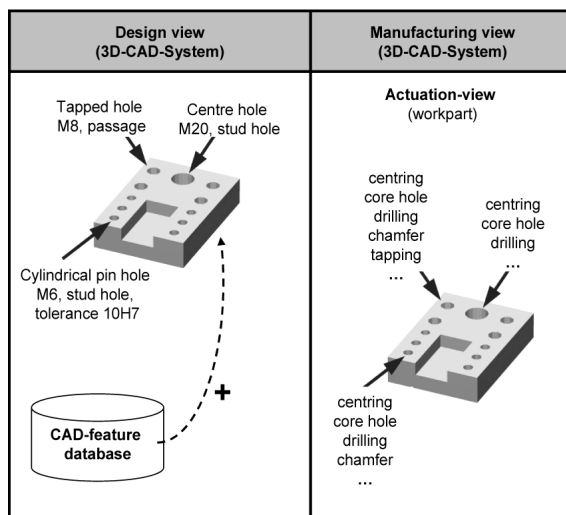 Design view
(3D-CAD-System)
Manufacturing view
(3D-CAD-System)
Tapped hole
M8, passage
Centre hole
M20, stud hole
Cylindrical pin hole
M6, stud hole,
tolerance 10H7
+
CAD-feature
database
Actuation-view
(workpart)
centring
core hole
drilling
chamfer
tapping
...
centring
core hole
drilling
...
centring
core hole
drilling
chamfer
...